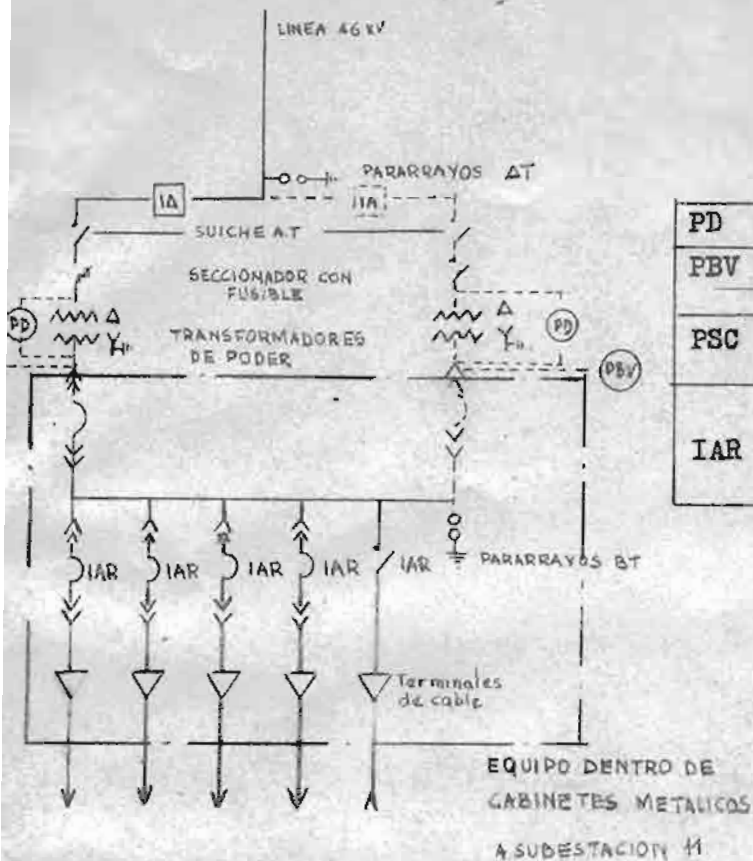 LINEA 46 KV
PARARRAYOS AT
IA
IIA
SUICHE A.T
SECCIONADOR CON
FUSIBLE
PD
Δ
Y
TRANSFORMADORES
DE PODER
Δ
Y
PD
PBV
IAR
IAR
IAR
IAR
IAR
PARARRAYOS BT
Terminales
de cable
EQUIPO DENTRO DE
GABINETES METALICOS
A SUBESTACION 11
PD
PBV
PSC
IAR